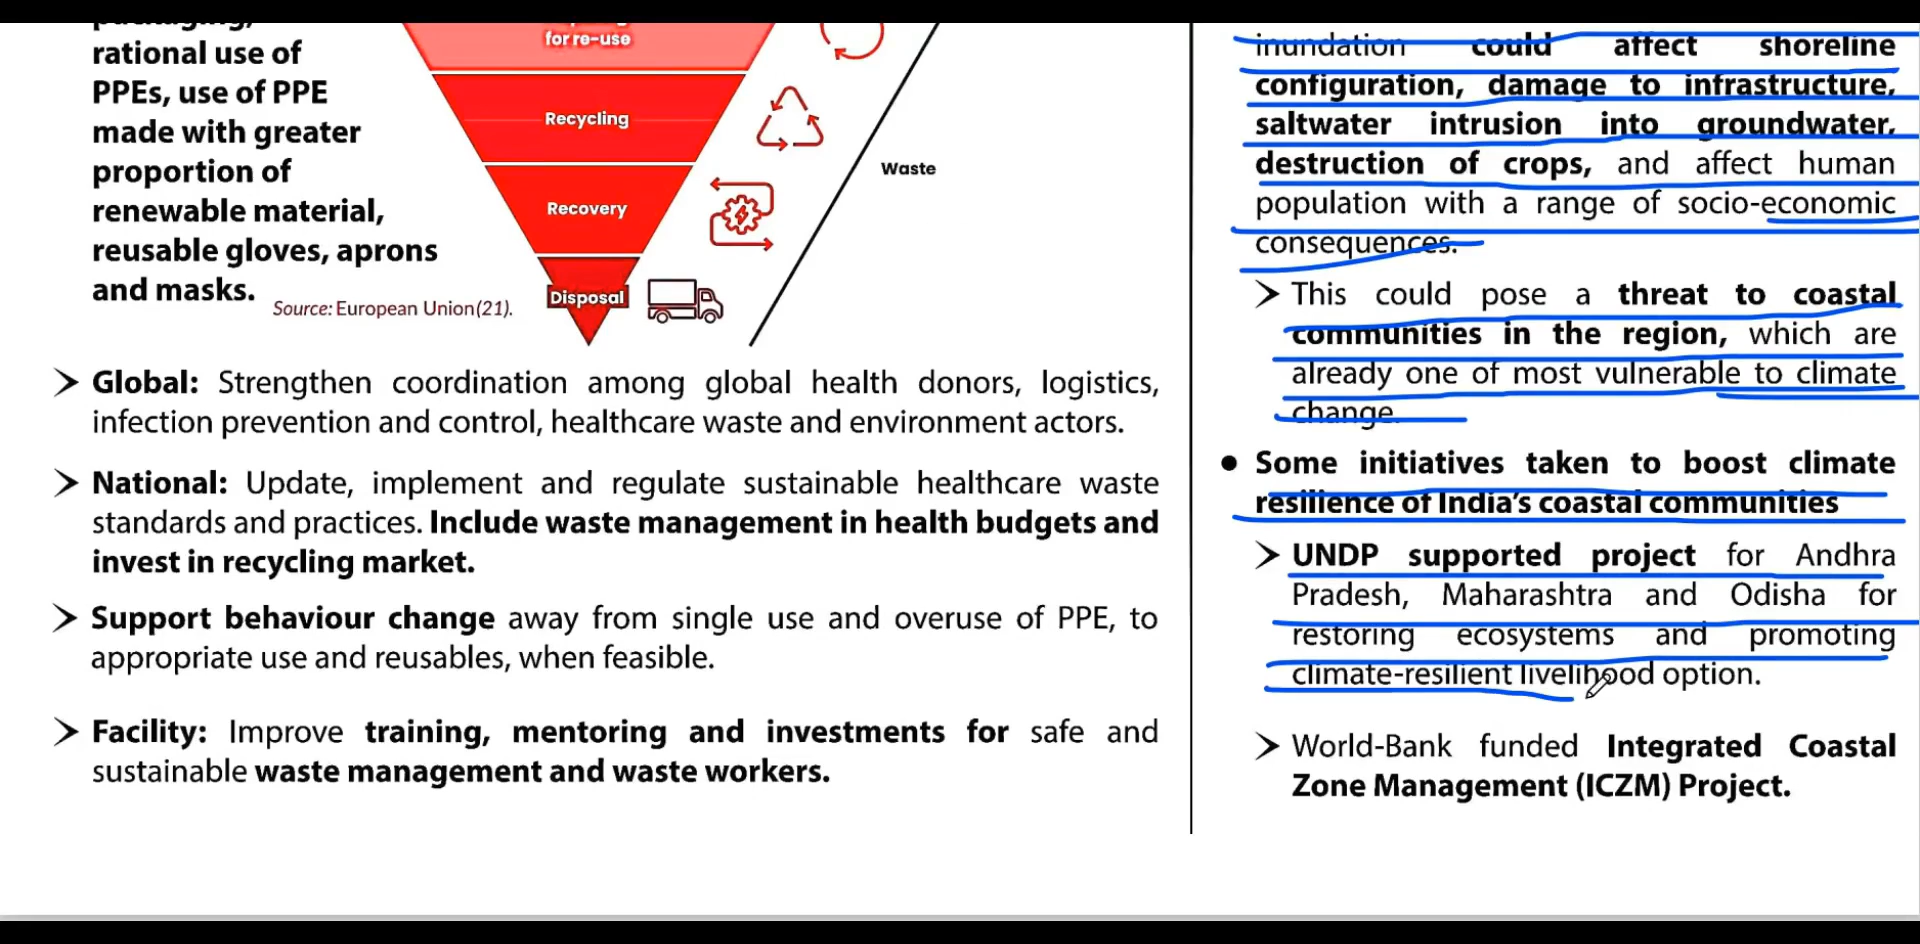 rational use of
PPEs, use of PPE
made with greater
proportion of
renewable material,
reusable gloves, aprons
and masks.
Source: European Union(21).
for re-use
Recycling
Recovery
Disposal
Waste
➤ Global: Strengthen coordination among global health donors, logistics,
infection prevention and control, healthcare waste and environment actors.
➤ National: Update, implement and regulate sustainable healthcare waste
standards and practices. Include waste management in health budgets and
invest in recycling market.
➤ Support behaviour change away from single use and overuse of PPE, to
appropriate use and reusables, when feasible.
➤ Facility: Improve training, mentoring and investments for safe and
sustainable waste management and waste workers.
inundation could affect shoreline
configuration, damage to infrastructure,
saltwater intrusion into groundwater,
destruction of crops, and affect human
population with a range of socio-economic
consequences.
➤ This could pose a threat to coastal
communities in the region, which are
already one of most vulnerable to climate
change.
● Some initiatives taken to boost climate
resilience of India's coastal communities
➤ UNDP supported project for Andhra
Pradesh, Maharashtra and Odisha for
restoring ecosystems and promoting
climate-resilient livelihood option.
➤ World-Bank funded Integrated Coastal
Zone Management (ICZM) Project.